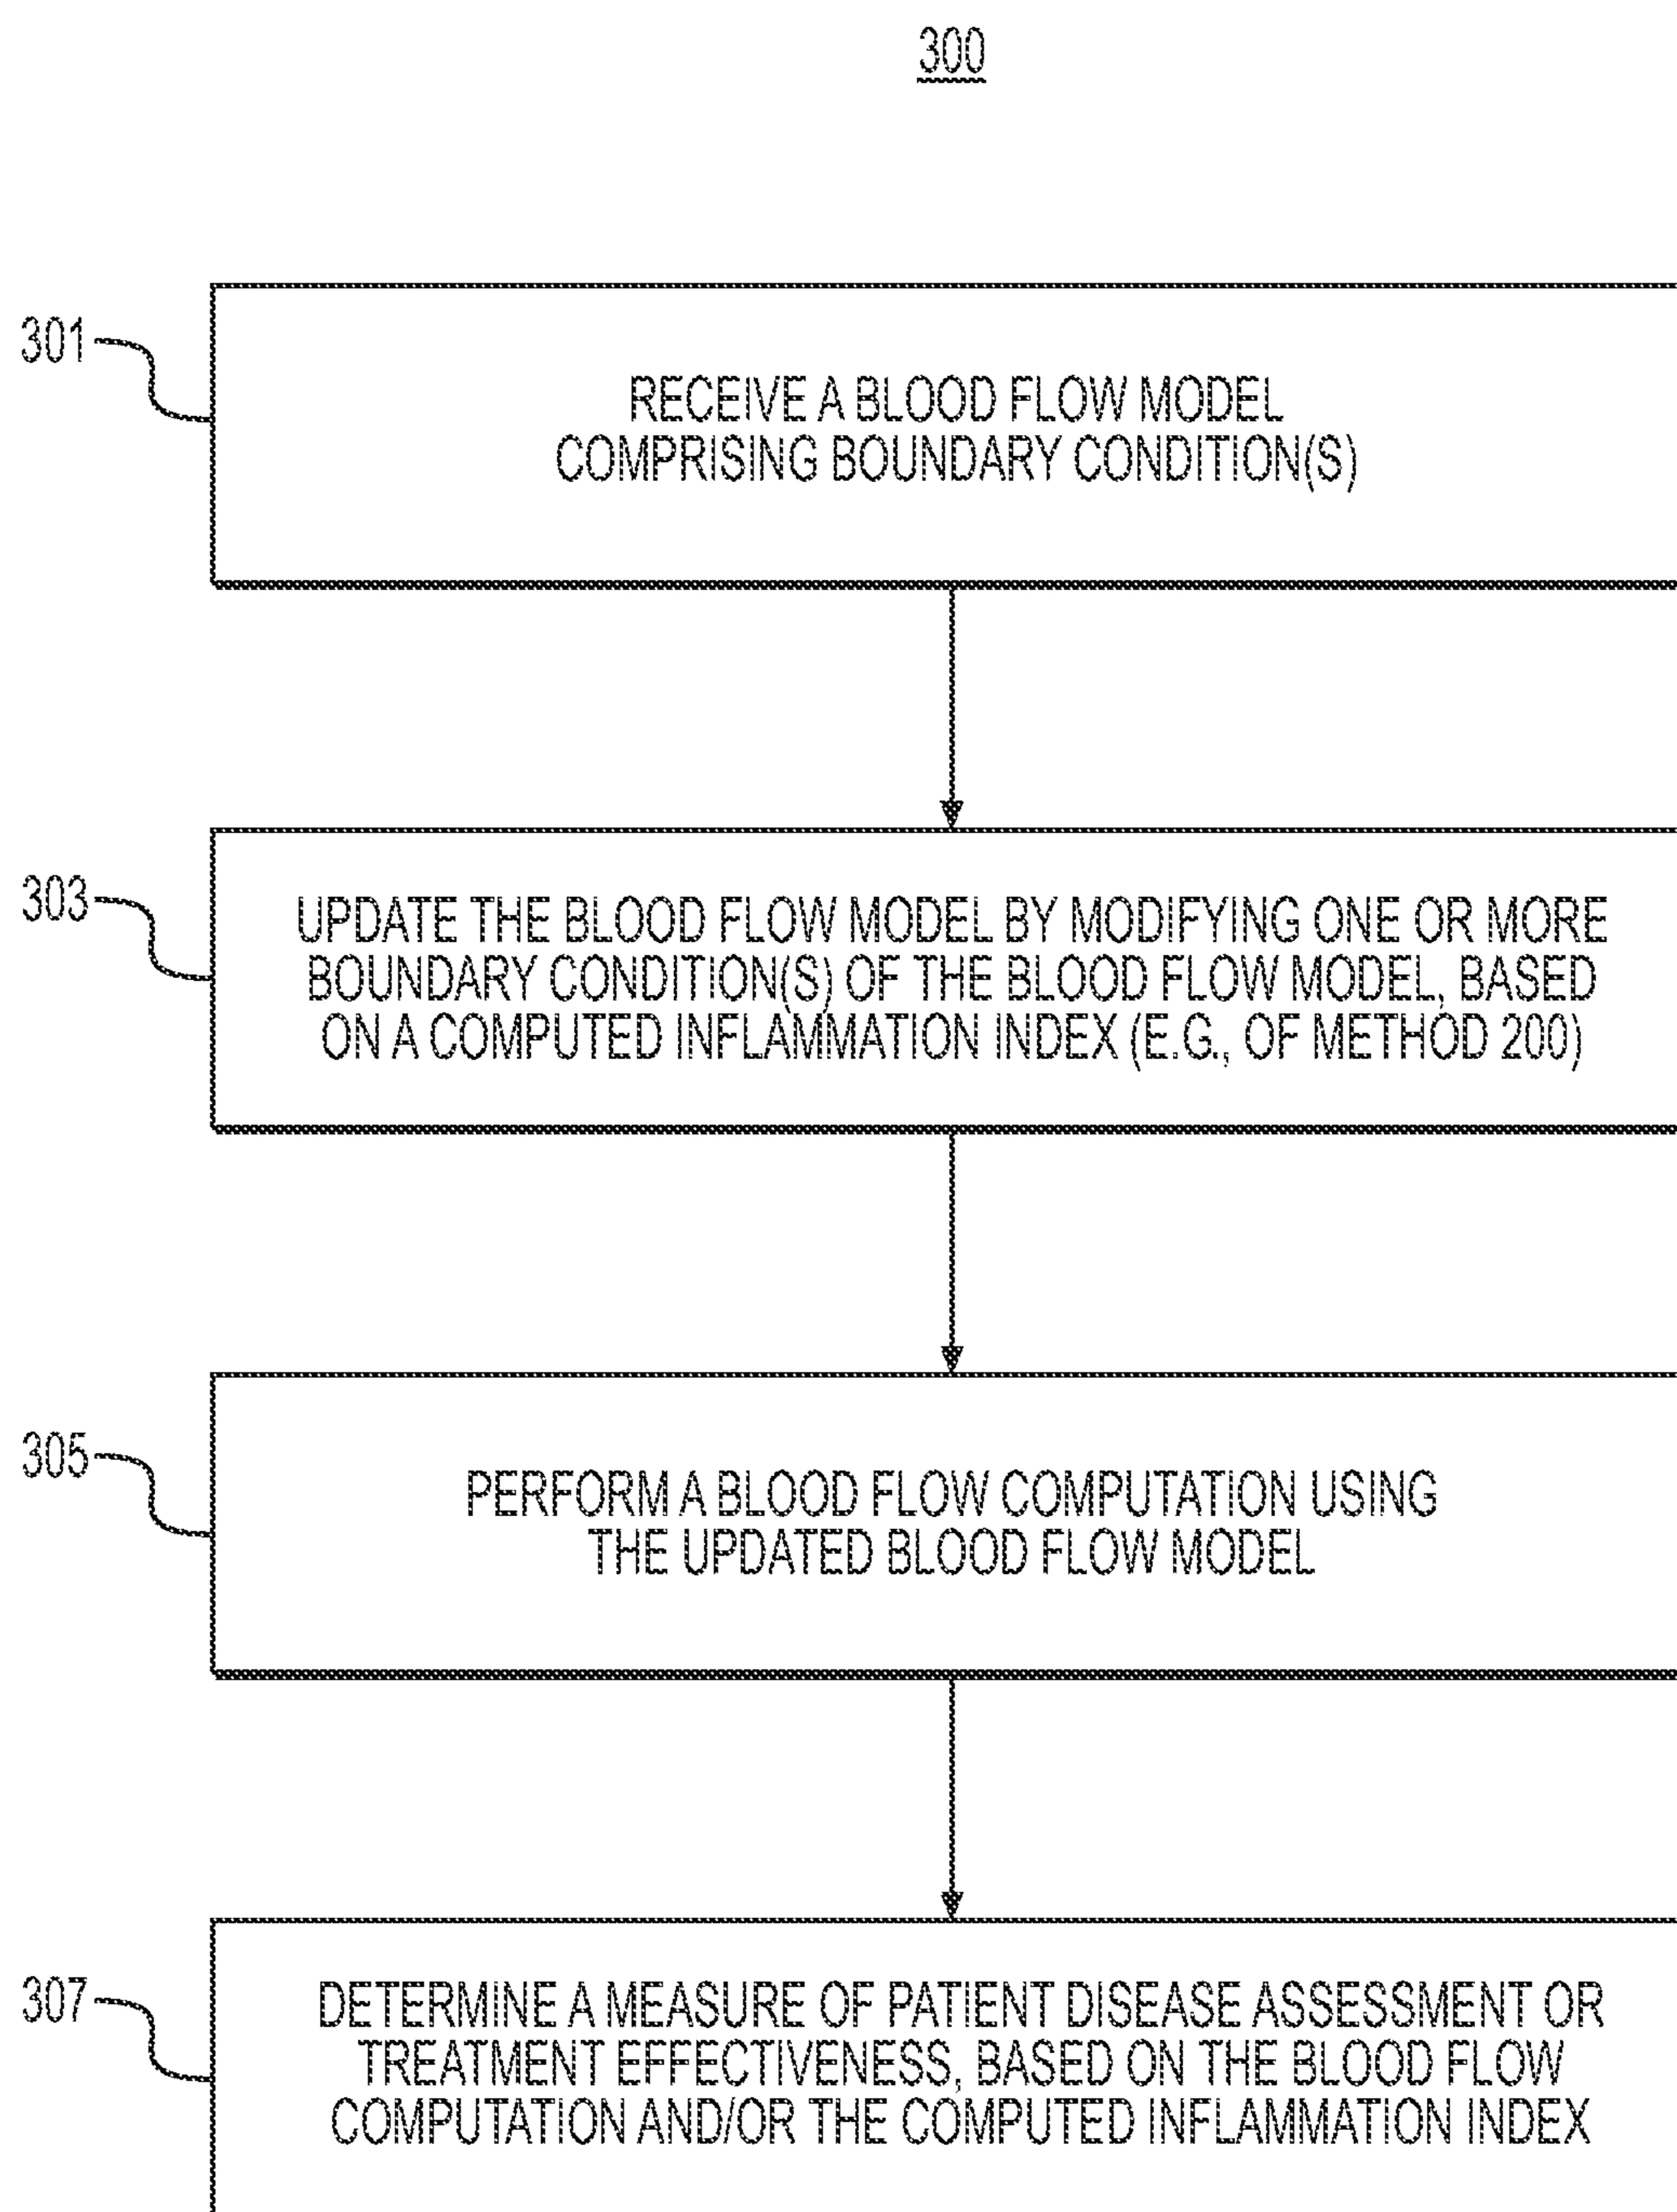 300
301
RECEIVE A BLOOD FLOW MODEL
COMPRISING BOUNDARY CONDITION(S)
303
UPDATE THE BLOOD FLOW MODEL BY MODIFYING ONE OR MORE
BOUNDARY CONDITION(S) OF THE BLOOD FLOW MODEL, BASED
ON A COMPUTED INFLAMMATION INDEX (E.G., OF METHOD 200)
305
PERFORM A BLOOD FLOW COMPUTATION USING
THE UPDATED BLOOD FLOW MODEL
307
DETERMINE A MEASURE OF PATIENT DISEASE ASSESSMENT OR
TREATMENT EFFECTIVENESS, BASED ON THE BLOOD FLOW
COMPUTATION AND/OR THE COMPUTED INFLAMMATION INDEX